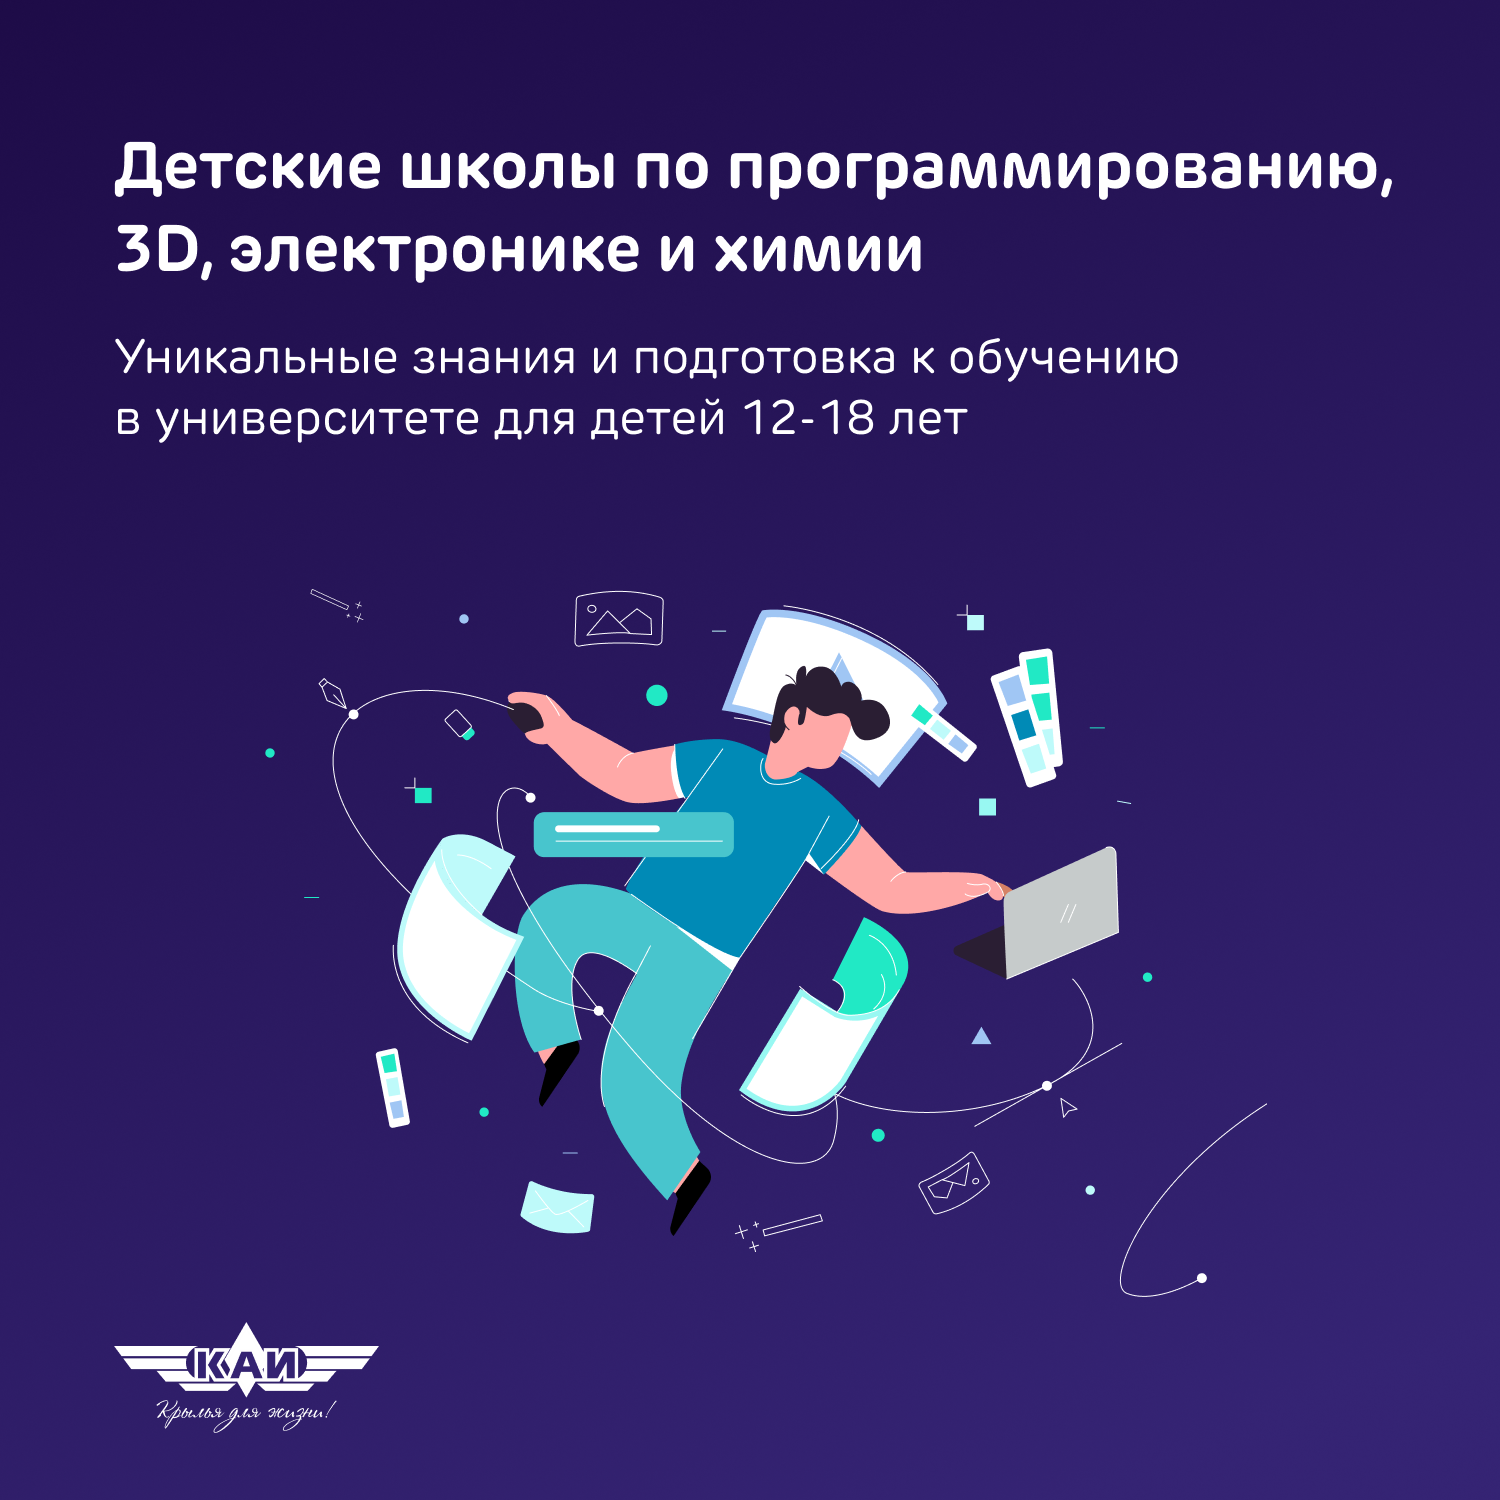 Детские школы по программированию,
3D, электронике и химии
Уникальные знания и подготовка к обучению
в университете для детей 12-18 лет
КАИ
Крылья для жизни!